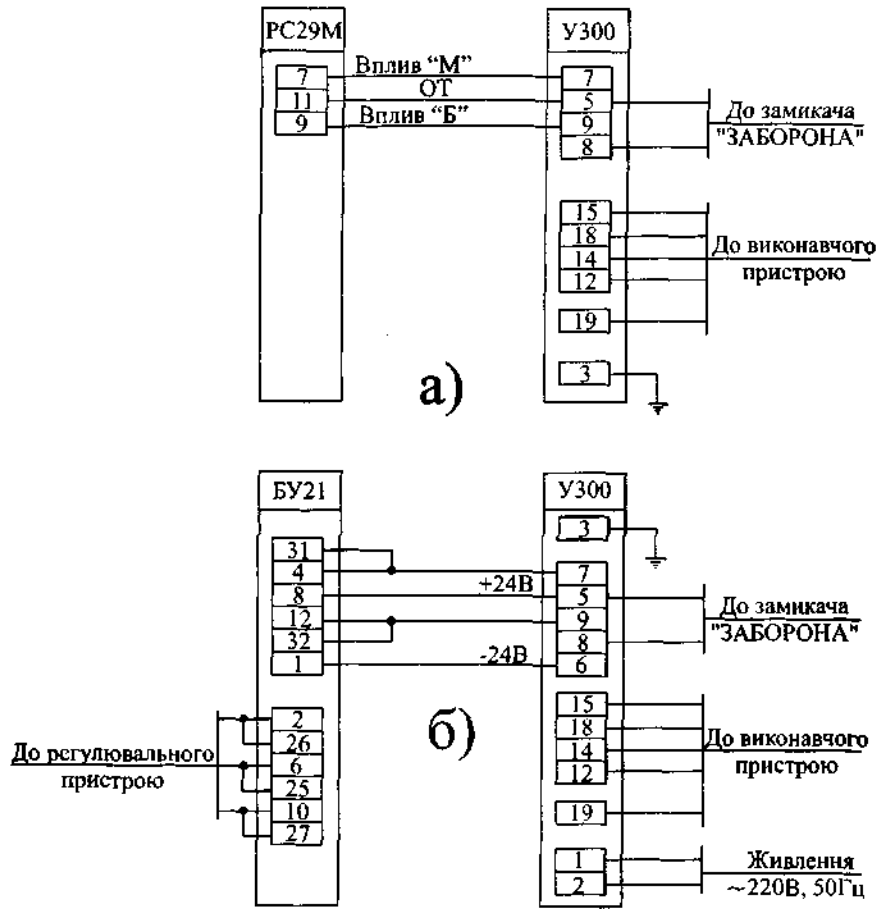 РС29М
У300
7
11
9
Вплив “М”
ОТ
Вплив “Б”
7
5
9
8
До замикача
"ЗАБОРОНА"
15
18
14
12
19
3
До виконавчого
пристрою
а)
БУ21
У300
31
4
8
12
32
1
+24В
-24В
3
7
5
9
8
6
До замикача
"ЗАБОРОНА"
2
26
6
25
10
27
До регулювального
пристрою
б)
15
18
14
12
19
До виконавчого
пристрою
1
2
Живлення
~220В, 50Гц